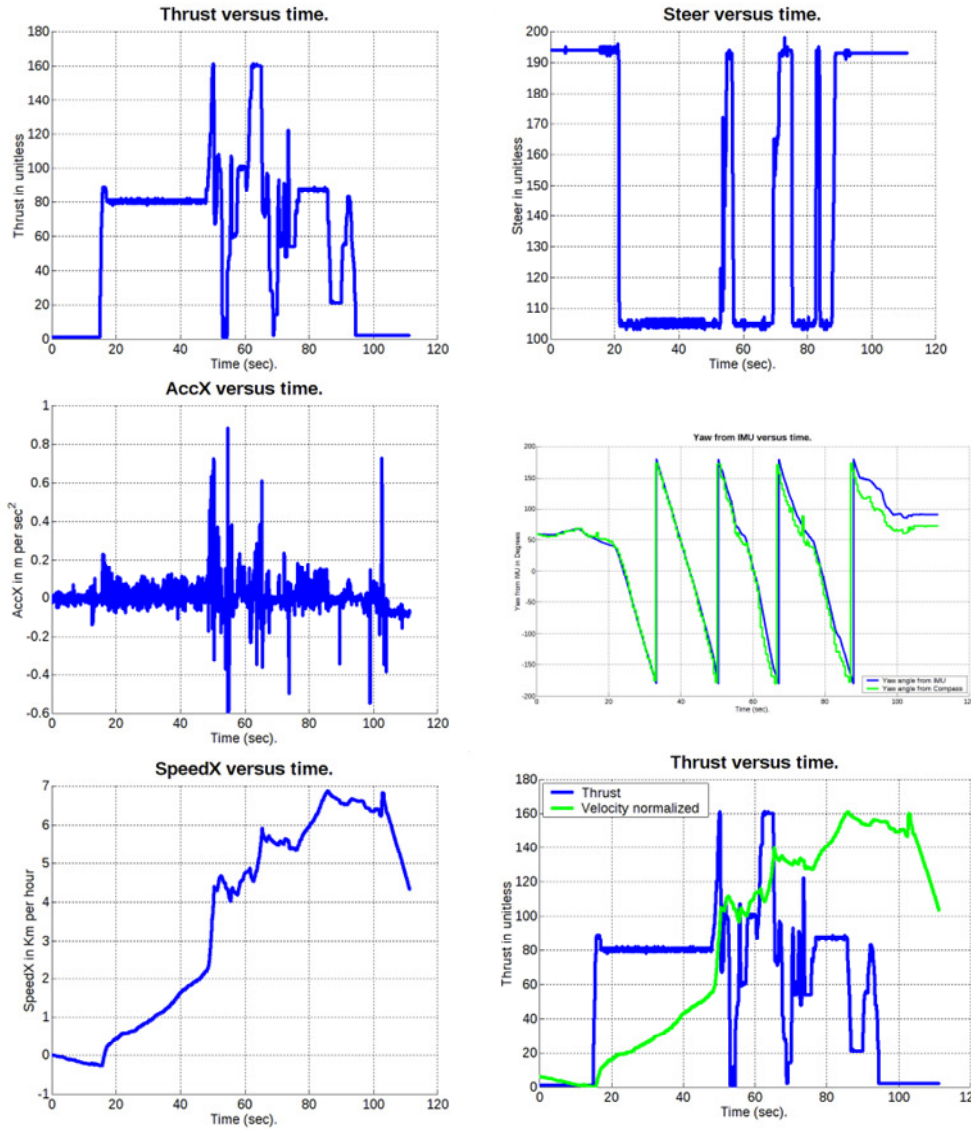 Thrust versus time.
180
160
140
120
100
80
60
40
20
0
Thrust in unitless
0 20 40 60 80 100 120
Time (sec).
Steer versus time.
200
190
180
170
160
150
140
130
120
110
100
Steer in unitless
0 20 40 60 80 100 120
Time (sec).
AccX versus time.
1
0.8
0.6
0.4
0.2
0
-0.2
-0.4
-0.6
AccX in m per sec²
0 20 40 60 80 100 120
Time (sec).
Yaw from IMU versus time.
200
150
100
50
0
-50
-100
-150
-200
Yaw from IMU in Degrees
Yaw angle from IMU
Yaw angle from Compass
0 20 40 60 80 100 120
Time (sec).
SpeedX versus time.
7
6
5
4
3
2
1
0
-1
SpeedX in Km per hour
0 20 40 60 80 100 120
Time (sec).
Thrust versus time.
180
160
140
120
100
80
60
40
20
0
Thrust in unitless
Thrust
Velocity normalized
0 20 40 60 80 100 120
Time (sec).